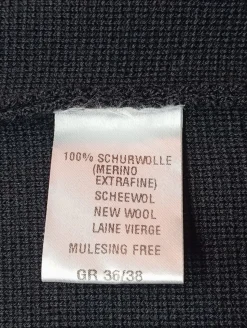 100% SCHURWOLLE
(MERINO
EXTRAFINE)
SCHEEWOL
NEW WOOL
LAINE VIERGE
MULESING FREE
GR 36/38